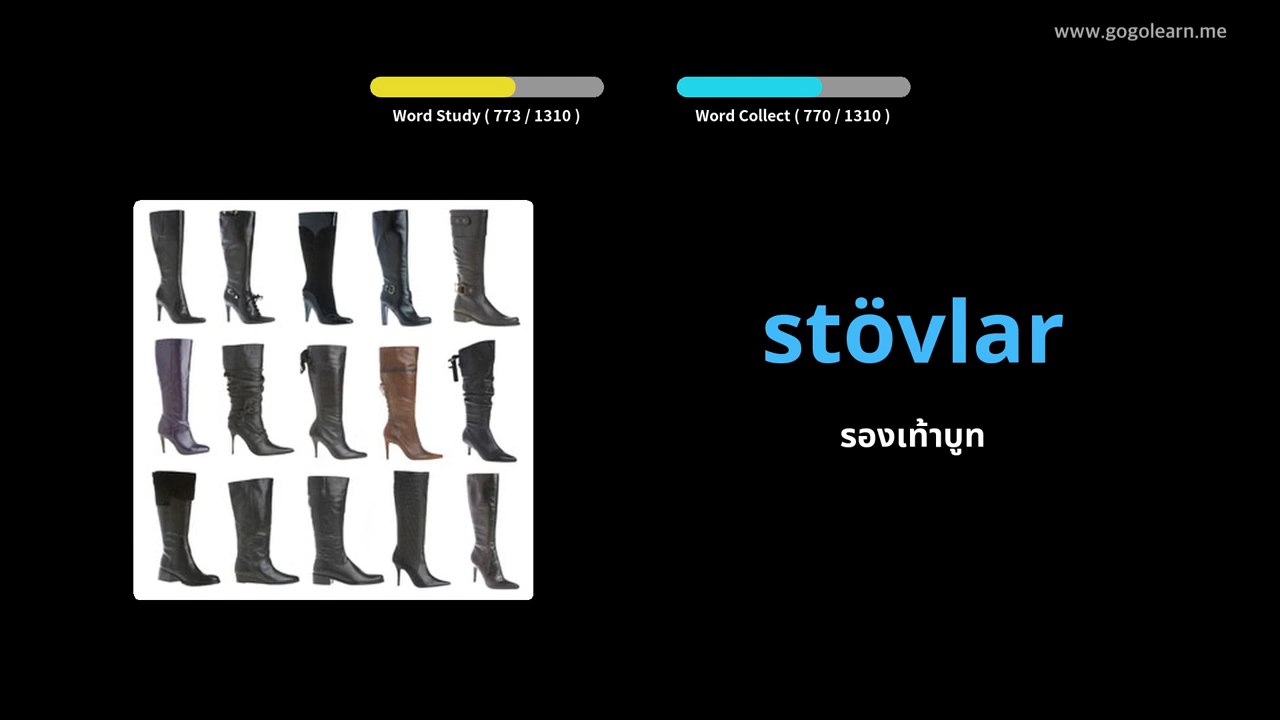 www.gogolearn.me
Word Study ( 773 / 1310 )
Word Collect ( 770 / 1310 )
stövlar
รองเท้าบูท